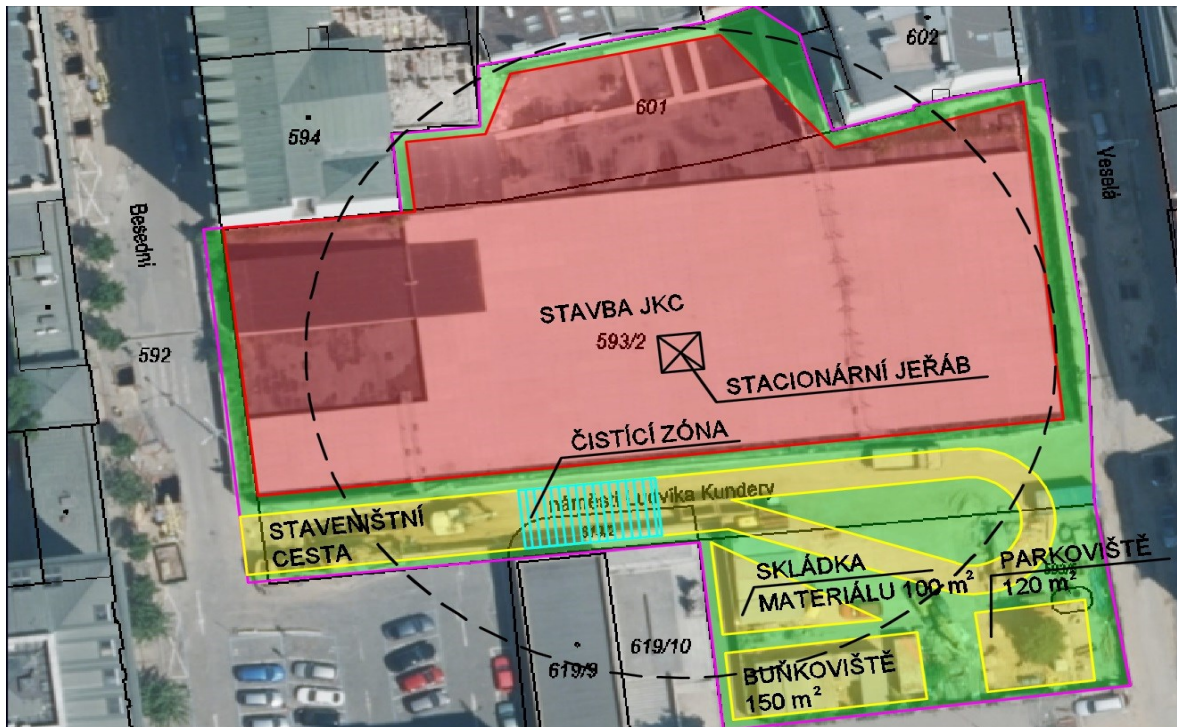 602
601
594
Besední
Veselá
STAVBA JKC
593/2
592
STACIONÁRNÍ JEŘÁB
ČISTÍCÍ ZÓNA
náměstí Ludvíka Kundery
STAVENIŠTNÍ
CESTA
SKLÁDKA
MATERIÁLU 100 m²
PARKOVIŠTĚ
120 m²
619/9
619/10
BUŇKOVIŠTĚ
150 m²